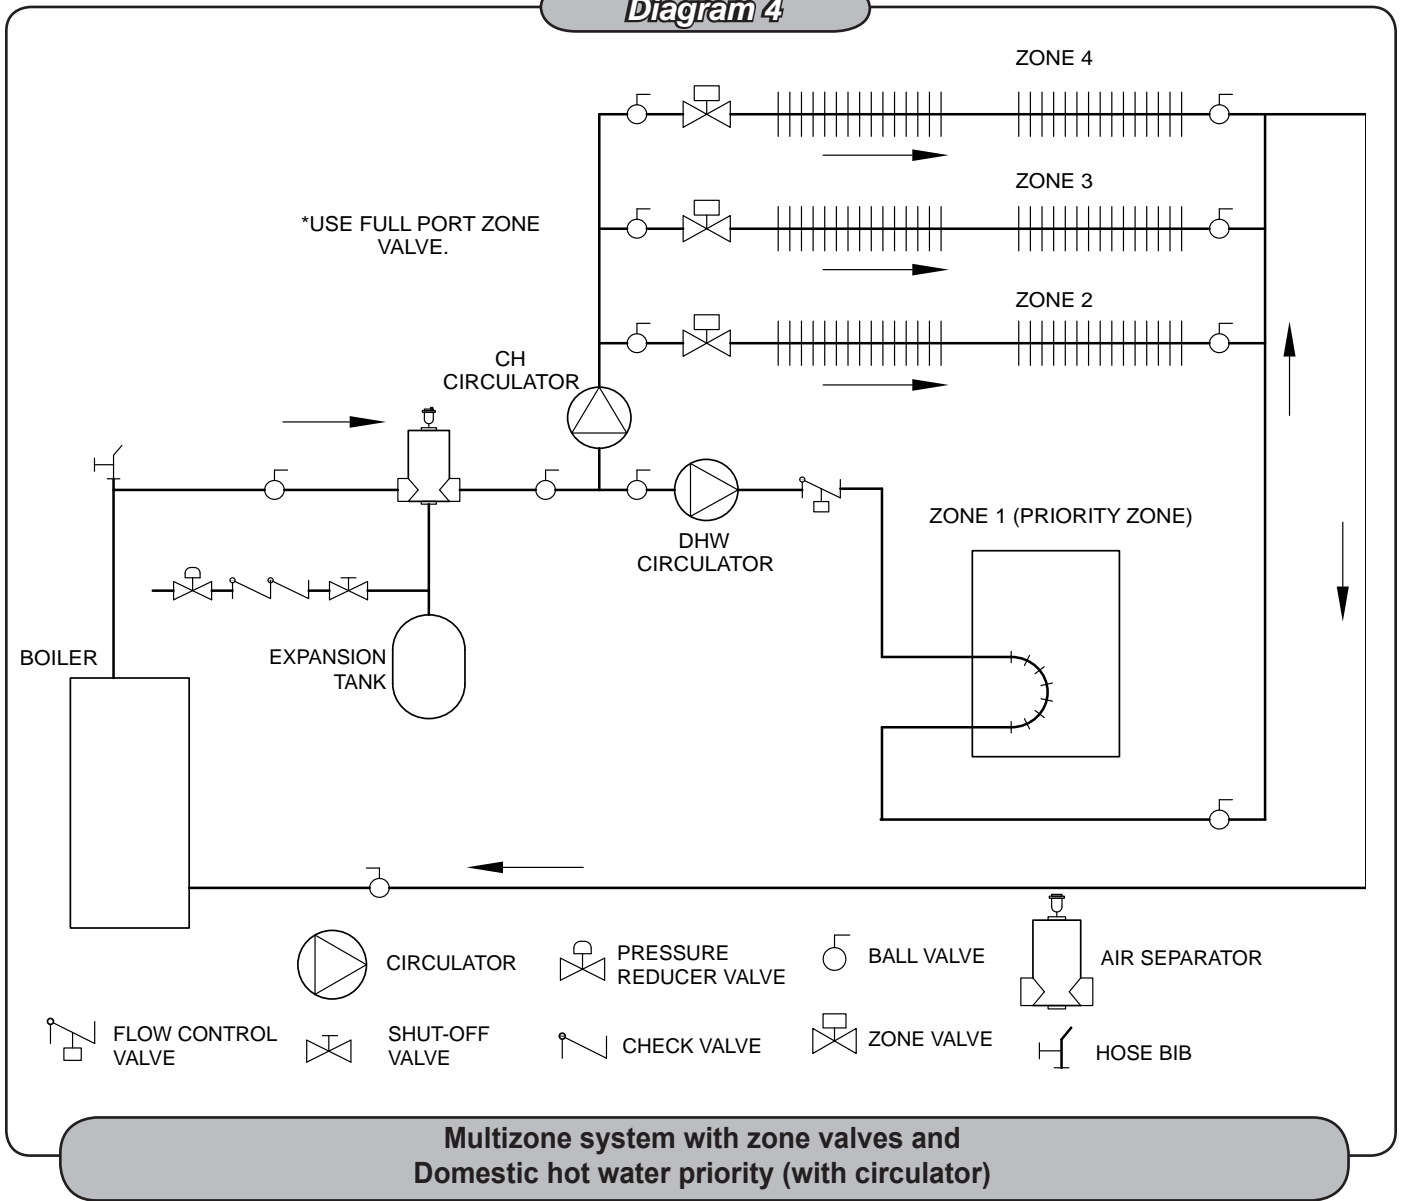 Diagram 4
ZONE 4
ZONE 3
*USE FULL PORT ZONE
VALVE.
ZONE 2
CH
CIRCULATOR
ZONE 1 (PRIORITY ZONE)
DHW
CIRCULATOR
BOILER
EXPANSION
TANK
CIRCULATOR
PRESSURE
REDUCER VALVE
BALL VALVE
AIR SEPARATOR
FLOW CONTROL
VALVE
SHUT-OFF
VALVE
CHECK VALVE
ZONE VALVE
HOSE BIB
Multizone system with zone valves and
Domestic hot water priority (with circulator)